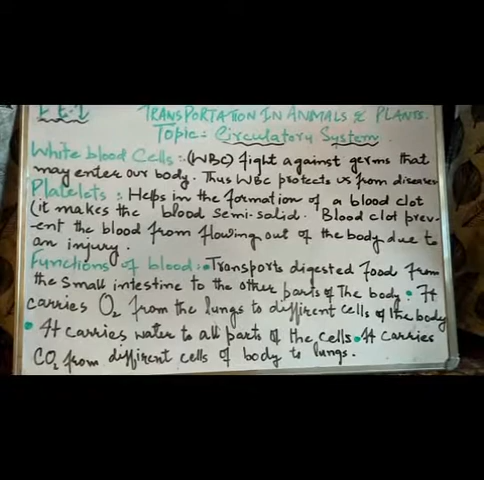 TRANSPORTATION IN ANIMALS & PLANTS.
Topic:- Circulatory System
White blood Cells:- (WBC) fight against germs that
may enter our body. Thus WBC protects us from diseases
Platelets:- Helps in the formation of a blood clot
(it makes the blood semi-solid. Blood clot prev-
-ent the blood from flowing out of the body due to
an injury.
Functions of blood:• Transports digested food from
the small intestine to the other parts of The body • It
carries O2 from the lungs to diffirent cells of the body
• It carries water to all parts of the cells • It carries
CO2 from diffirent cells of body to lungs.